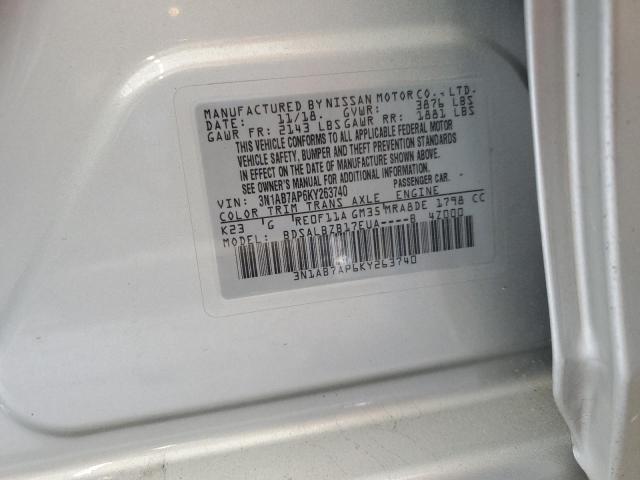 MANUFACTURED BY NISSAN MOTOR CO., LTD.
DATE: 11/18. GVWR: 3876 LBS
GAWR FR: 2143 LBS GAWR RR: 1881 LBS
THIS VEHICLE CONFORMS TO ALL APPLICABLE FEDERAL MOTOR
VEHICLE SAFETY, BUMPER AND THEFT PREVENTION STANDARDS
IN EFFECT ON THE DATE OF MANUFACTURE SHOWN ABOVE.
SEE OWNER'S MANUAL FOR ADDITIONAL INFORMATION.
VIN: 3N1AB7AP6KY263740 PASSENGER CAR
COLOR TRIM TRANS AXLE ENGINE
K23 G RE0F11A GM35 MRA8DE 1798 CC
MODEL: BDSALBZB17EUA----B 4Z000
3N1AB7AP6KY263740